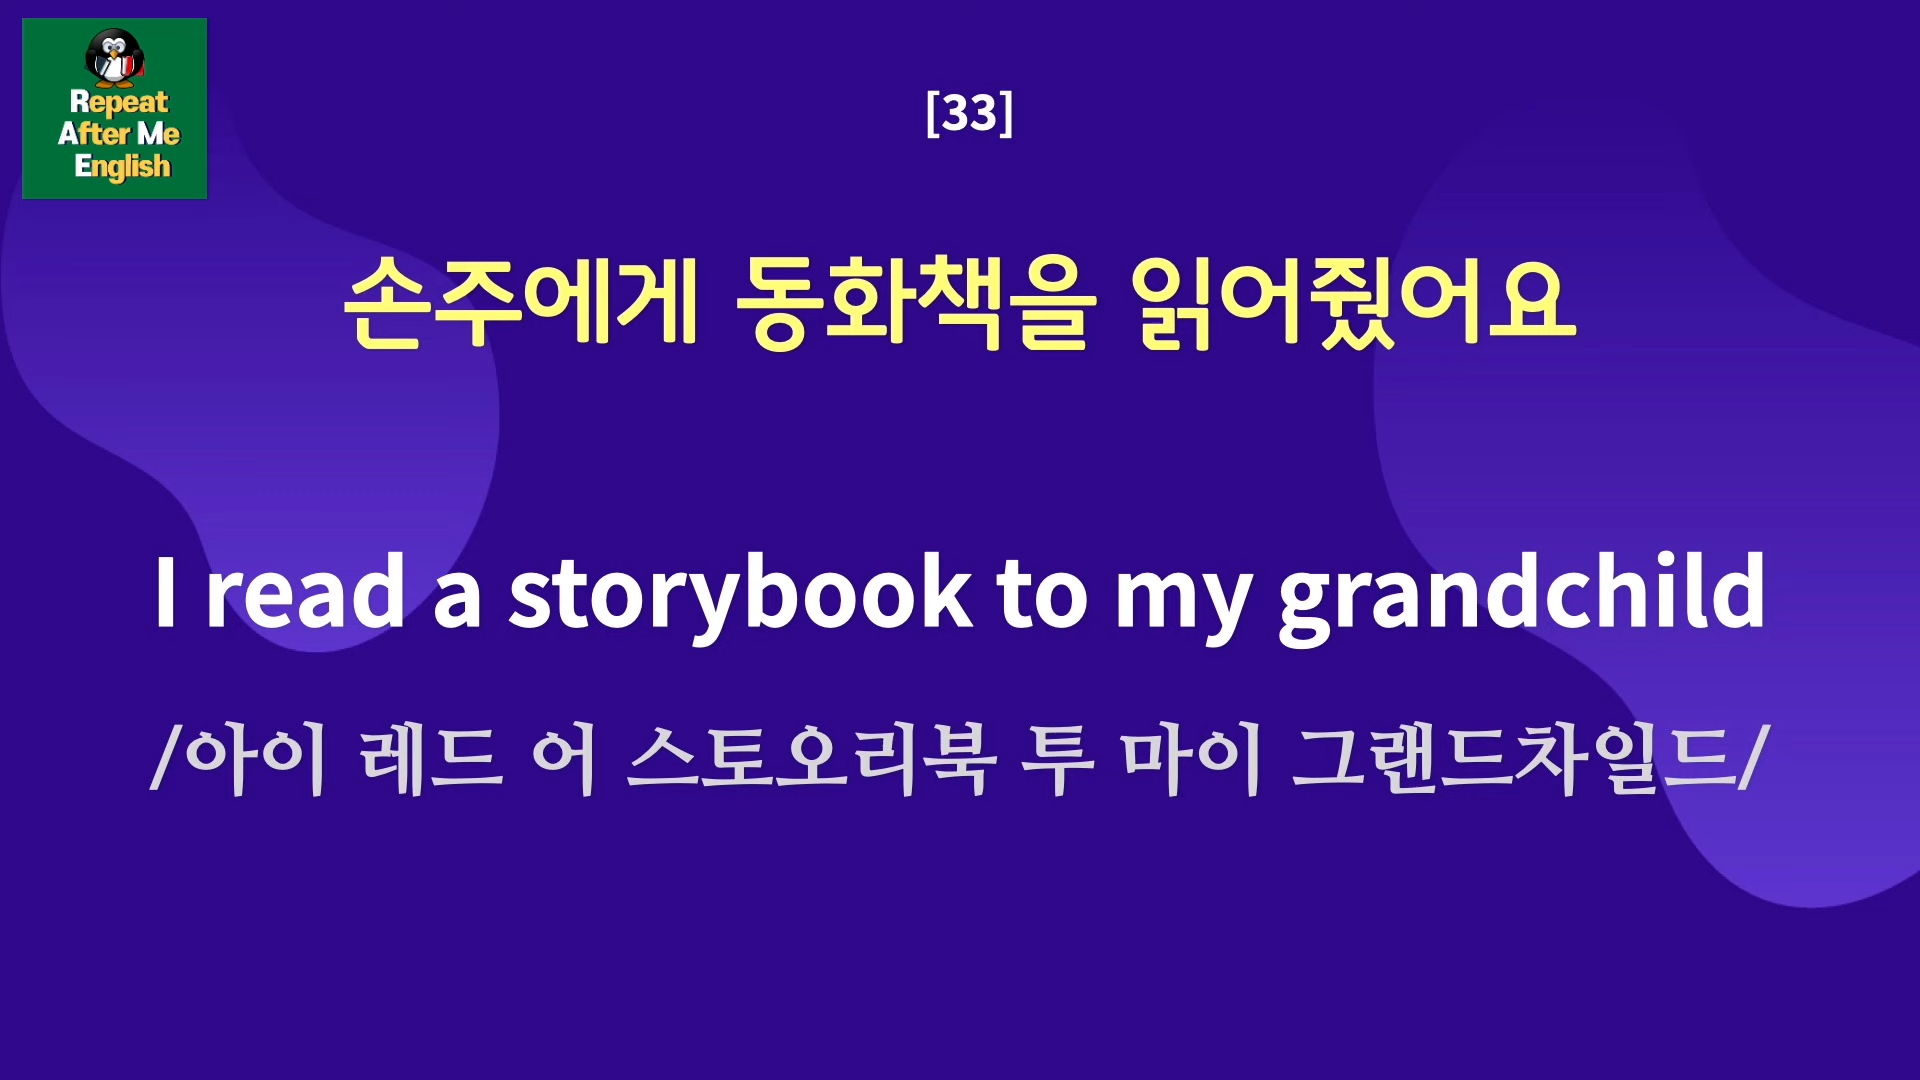 Repeat
After Me
English
[33]
손주에게 동화책을 읽어줬어요
I read a storybook to my grandchild
/아이 레드 어 스토오리북 투 마이 그랜드차일드/